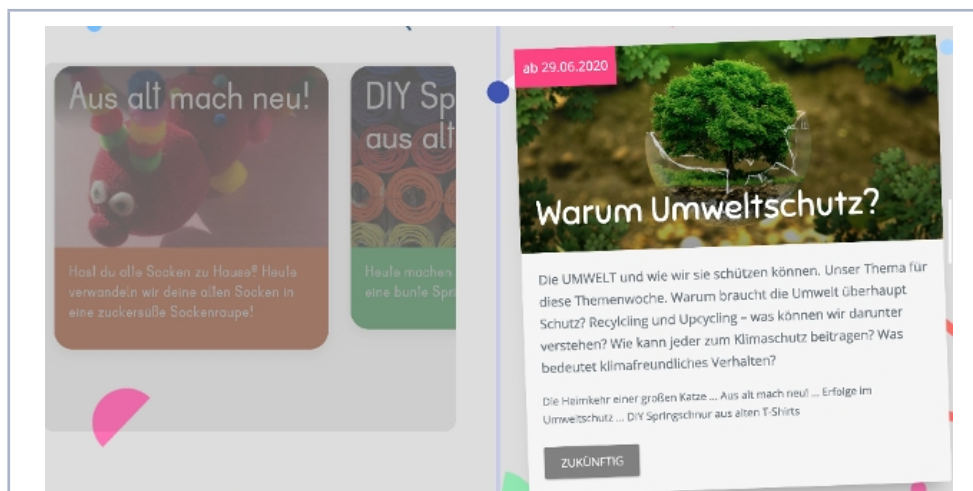 Aus alt mach neu!
Hast du alte Socken zu Hause? Heute
verwandeln wir deine alten Socken in
eine zuckersüße Sockenraupe!
DIY Sp
aus alt
Heute machen
eine bunte Spri
ab 29.06.2020
Warum Umweltschutz?
Die UMWELT und wie wir sie schützen können. Unser Thema für
diese Themenwoche. Warum braucht die Umwelt überhaupt
Schutz? Recylcling und Upcycling – was können wir darunter
verstehen? Wie kann jeder zum Klimaschutz beitragen? Was
bedeutet klimafreundliches Verhalten?
Die Heimkehr einer großen Katze ... Aus alt mach neu! ... Erfolge im
Umweltschutz ... DIY Springschnur aus alten T-Shirts
ZUKÜNFTIG